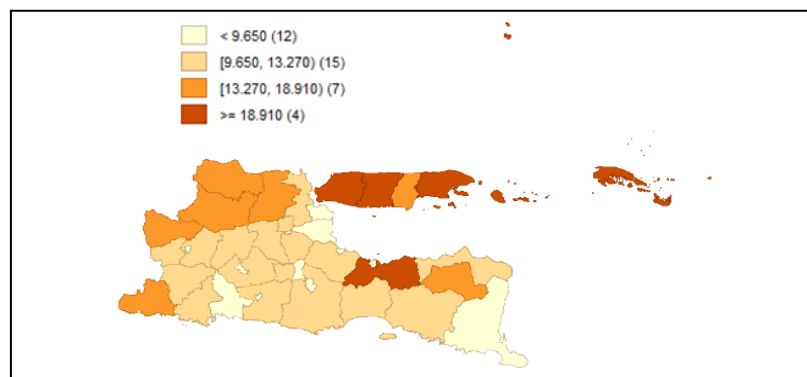 < 9.650 (12)
[9.650, 13.270) (15)
[13.270, 18.910) (7)
>= 18.910 (4)